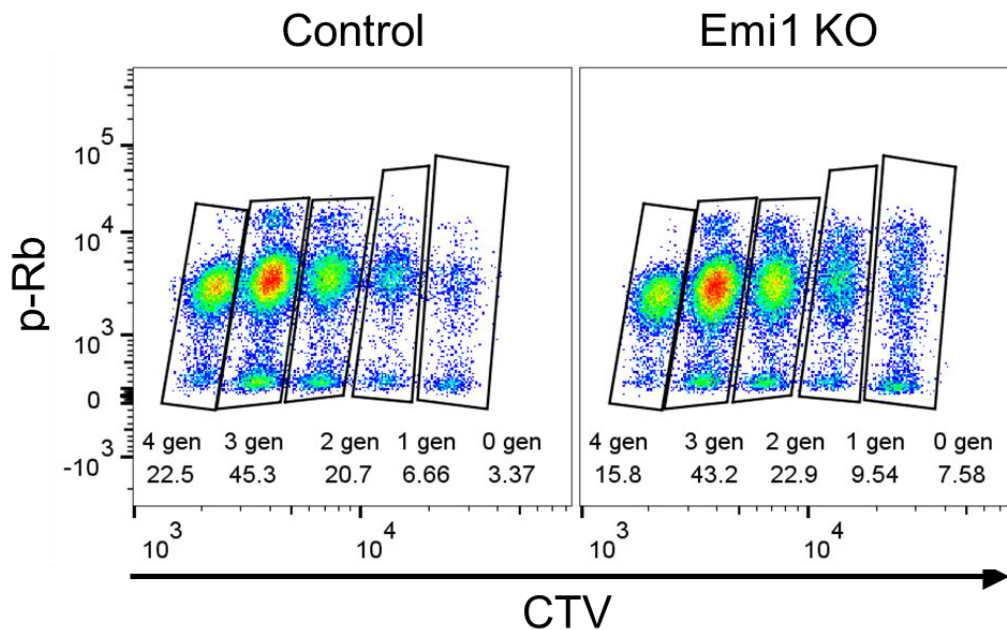 Control
Emi1 KO
p-Rb
10^5
10^4
10^3
0
-10^3
4 gen 3 gen 2 gen 1 gen 0 gen
22.5 45.3 20.7 6.66 3.37
4 gen 3 gen 2 gen 1 gen 0 gen
15.8 43.2 22.9 9.54 7.58
10^3 10^4
10^3 10^4
CTV